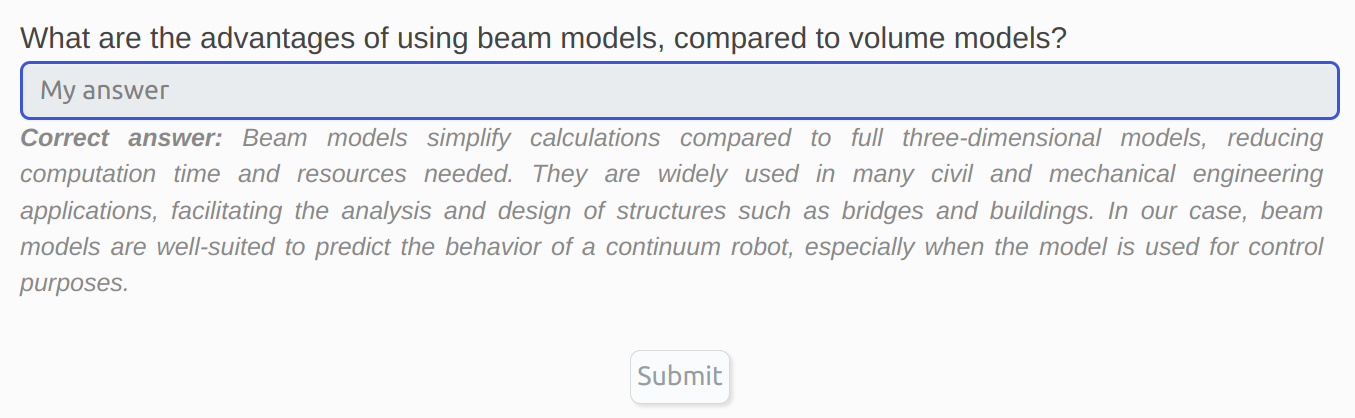 What are the advantages of using beam models, compared to volume models?
My answer
Correct answer: Beam models simplify calculations compared to full three-dimensional models, reducing
computation time and resources needed. They are widely used in many civil and mechanical engineering
applications, facilitating the analysis and design of structures such as bridges and buildings. In our case, beam
models are well-suited to predict the behavior of a continuum robot, especially when the model is used for control
purposes.
Submit